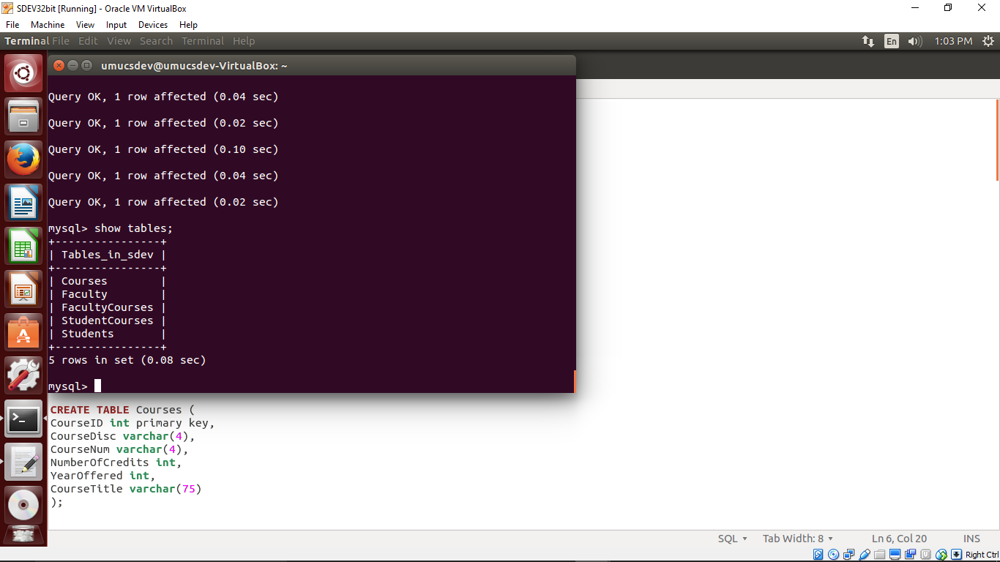 SDEV32bit [Running] - Oracle VM VirtualBox
File Machine View Input Devices Help
Terminal File Edit View Search Terminal Help
En 1:03 PM
umucsdev@umucsdev-VirtualBox: ~
Query OK, 1 row affected (0.04 sec)
Query OK, 1 row affected (0.02 sec)
Query OK, 1 row affected (0.10 sec)
Query OK, 1 row affected (0.04 sec)
Query OK, 1 row affected (0.02 sec)
mysql> show tables;
+----------------+
| Tables_in_sdev |
+----------------+
| Courses        |
| Faculty        |
| FacultyCourses |
| StudentCourses |
| Students       |
+----------------+
5 rows in set (0.08 sec)
mysql>
CREATE TABLE Courses (
CourseID int primary key,
CourseDisc varchar(4),
CourseNum varchar(4),
NumberOfCredits int,
YearOffered int,
CourseTitle varchar(75)
);
SQL Tab Width: 8 Ln 6, Col 20 INS
Right Ctrl